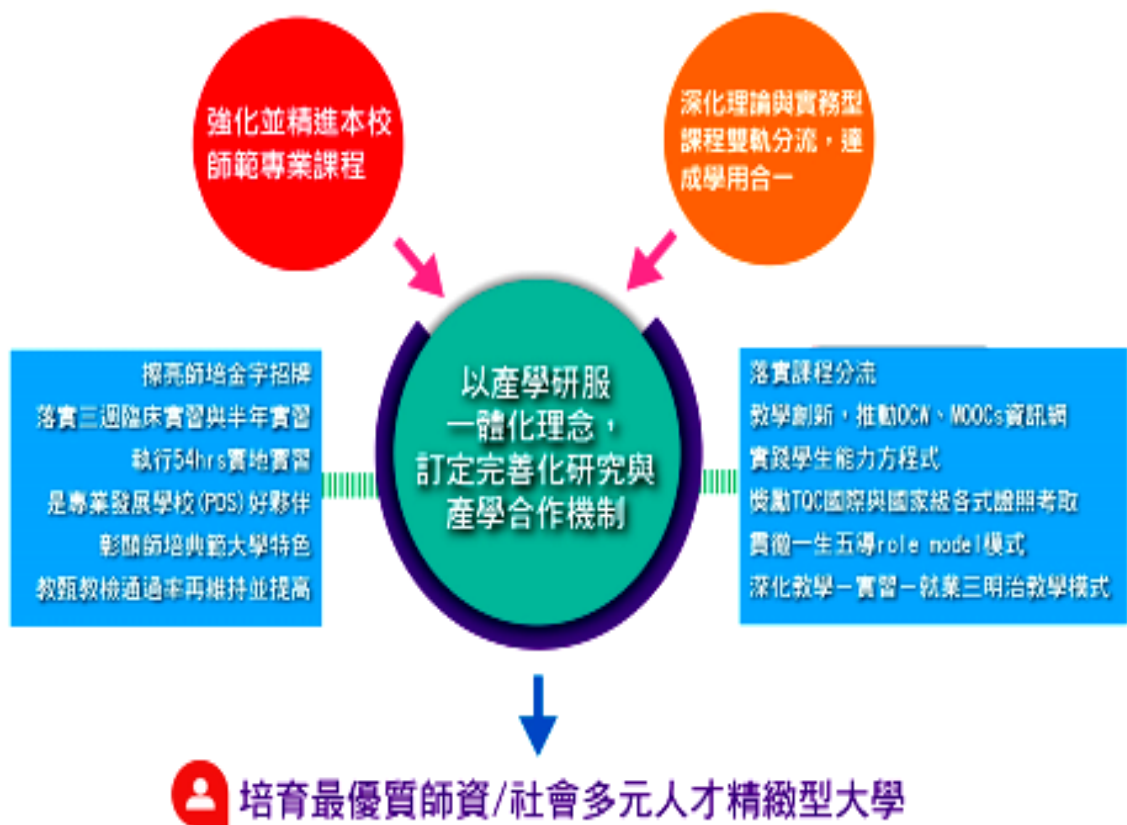 強化並精進本校
師範專業課程
深化理論與實務型
課程雙軌分流，達
成學用合一
以產學研服
一體化理念，
訂定完善化研究與
產學合作機制
擦亮師培金字招牌
落實三週臨床實習與半年實習
執行54hrs實地實習
是專業發展學校(PDS)好夥伴
彰顯師培典範大學特色
教甄教檢通過率再維持並提高
落實課程分流
教學創新，推動OCW、MOOCs資訊網
實踐學生能力方程式
獎勵TQC國際與國家級各式證照考取
貫徹一生五導role model模式
深化教學－實習－就業三明治教學模式
培育最優質師資/社會多元人才精緻型大學